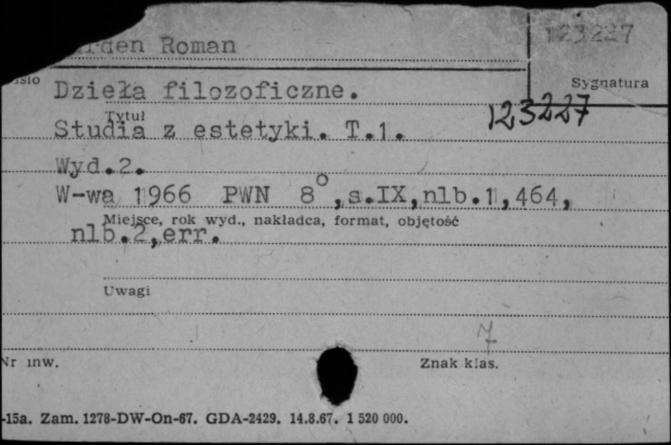 Roman
123227
Sygnatura
Dzieła filozoficzne.
123227
Tytuł
Studia z estetyki. T.1.
Wyd.2.
W-wa 1966 PWN 8°, s.IX,nlb.1,464,
Miejsce, rok wyd., nakładca, format, objętość
nlb.2,err.
Uwagi
7
Nr inw.
Znak klas.
-15a. Zam. 1278-DW-On-67. GDA-2429. 14.8.67. 1 520 000.